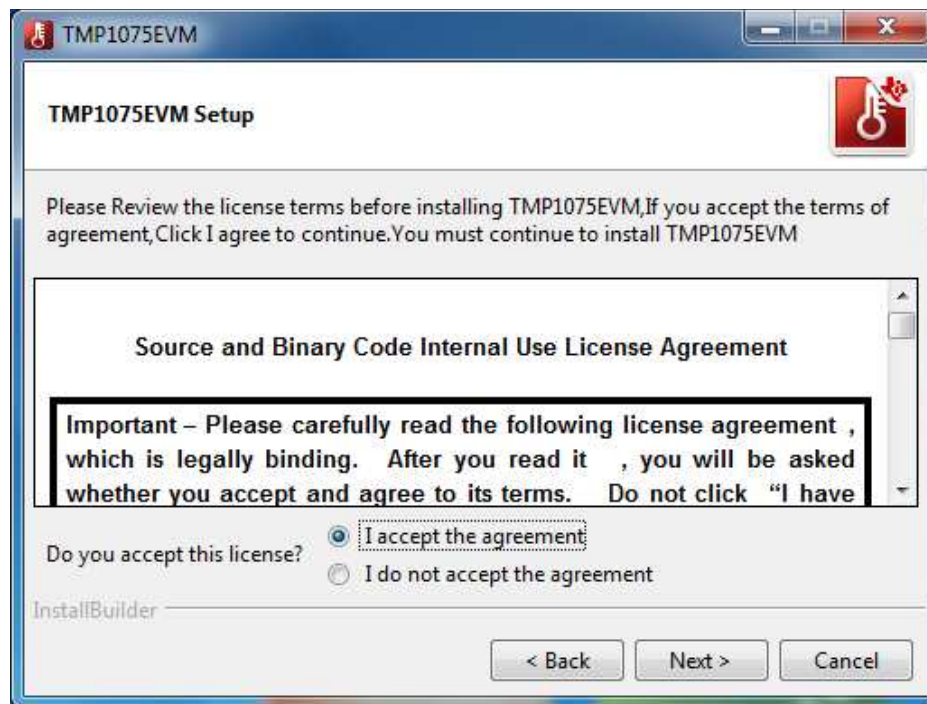 TMP1075EVM
TMP1075EVM Setup
Please Review the license terms before installing TMP1075EVM,If you accept the terms of
agreement,Click I agree to continue.You must continue to install TMP1075EVM
Source and Binary Code Internal Use License Agreement
Important – Please carefully read the following license agreement ,
which is legally binding. After you read it , you will be asked
whether you accept and agree to its terms. Do not click “I have
Do you accept this license?
I accept the agreement
I do not accept the agreement
InstallBuilder
< Back
Next >
Cancel